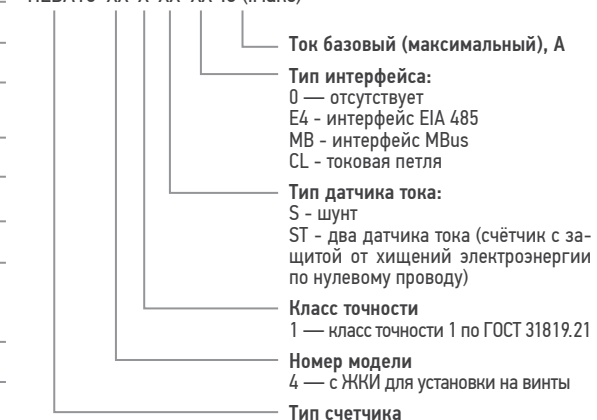 Ток базовый (максимальный), А
Тип интерфейса:
0 — отсутствует
E4 - интерфейс EIA 485
MB - интерфейс MBus
CL - токовая петля
Тип датчика тока:
S - шунт
ST - два датчика тока (счётчик с за-
щитой от хищений электроэнергии
по нулевому проводу)
Класс точности
1 — класс точности 1 по ГОСТ 31819.21
Номер модели
4 — с ЖКИ для установки на винты
Тип счетчика